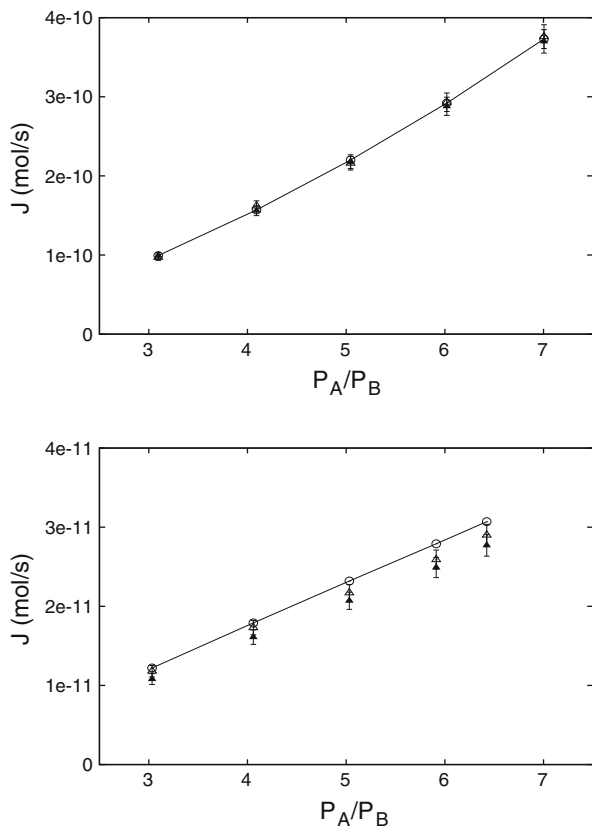 4e-10
3e-10
2e-10
1e-10
0
J (mol/s)
3 4 5 6 7
P_A/P_B
4e-11
3e-11
2e-11
1e-11
0
J (mol/s)
3 4 5 6 7
P_A/P_B